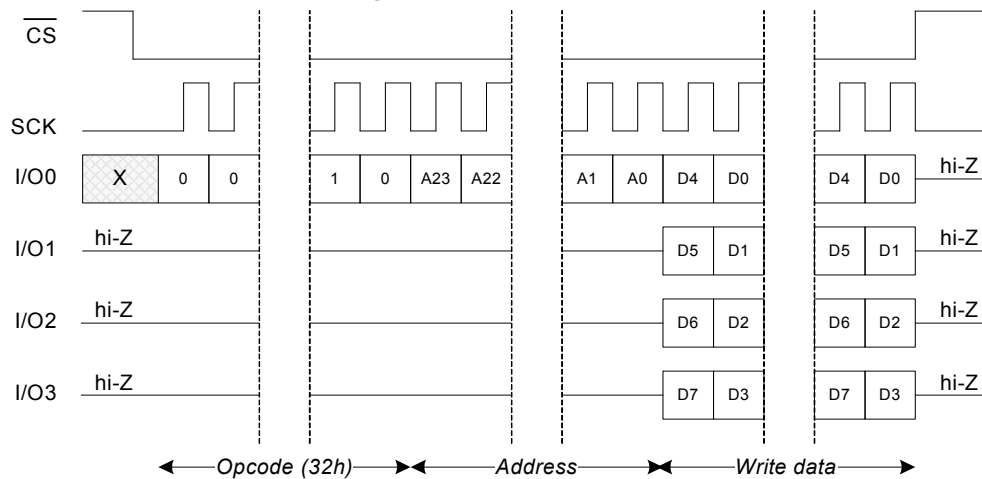 CS
SCK
I/O0 X 0 0 1 0 A23 A22 A1 A0 D4 D0 D4 D0 hi-Z
I/O1 hi-Z D5 D1 D5 D1 hi-Z
I/O2 hi-Z D6 D2 D6 D2 hi-Z
I/O3 hi-Z D7 D3 D7 D3 hi-Z
Opcode (32h) Address Write data